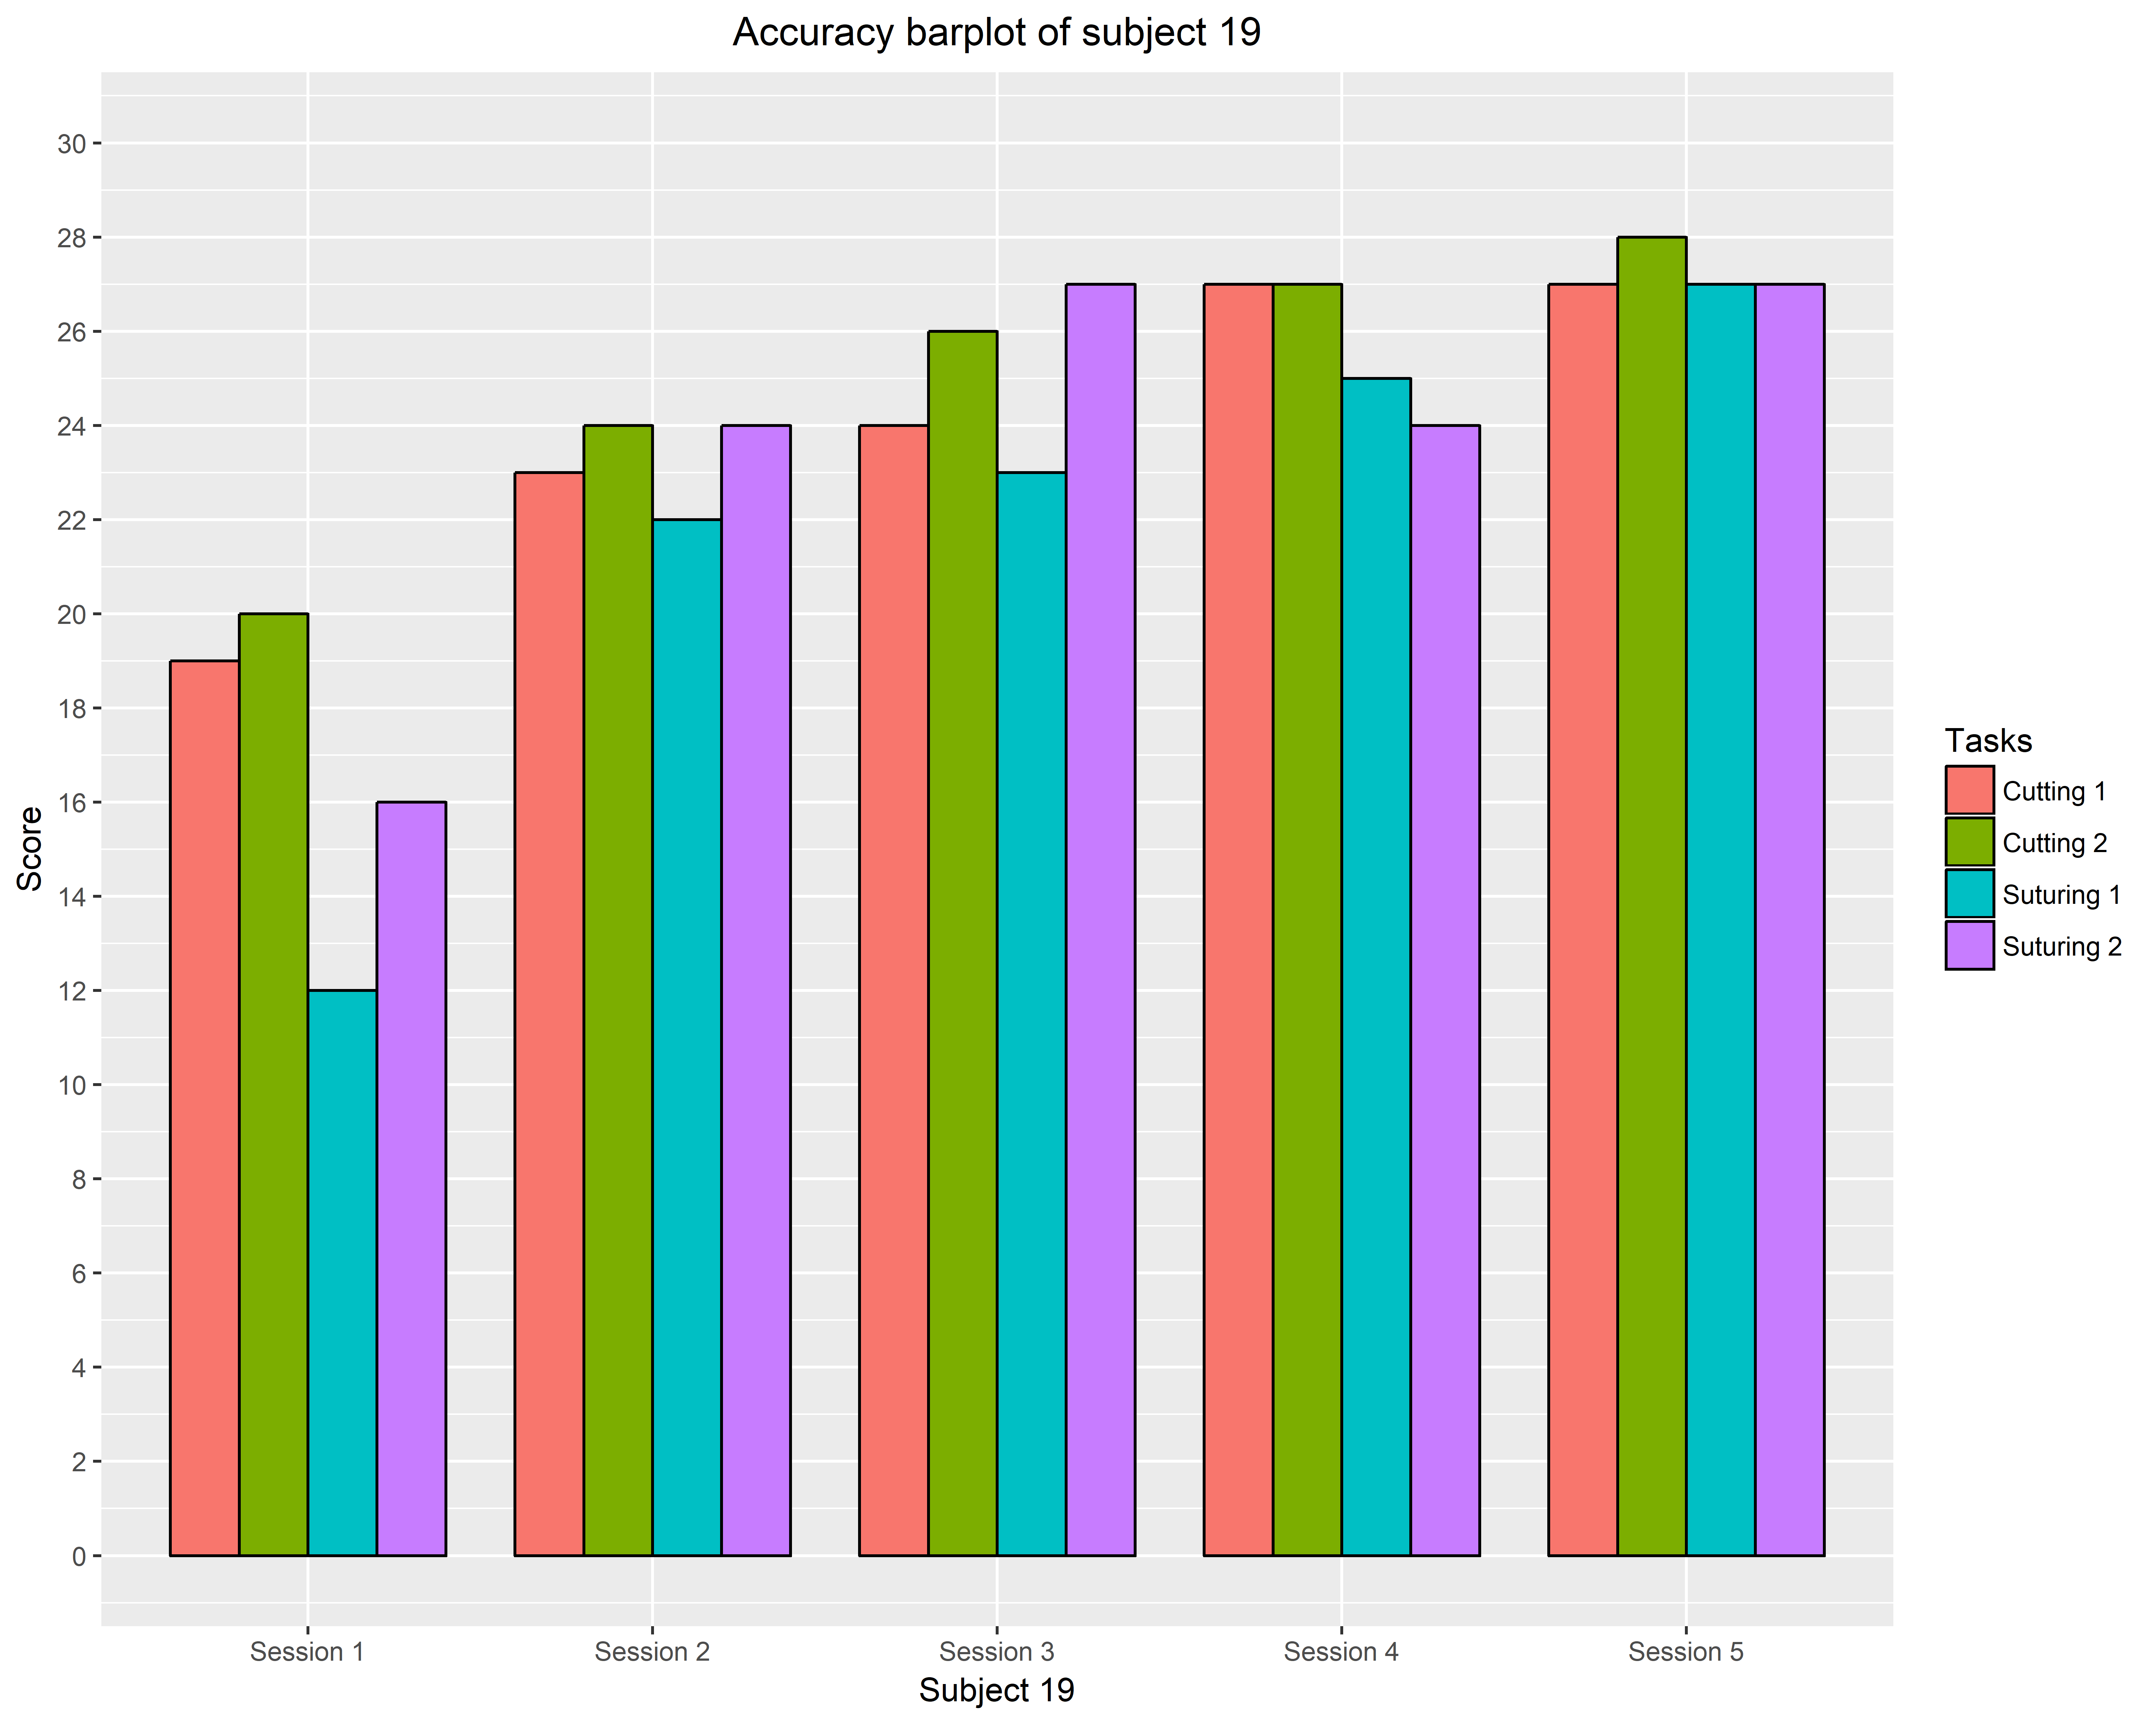 Accuracy barplot of subject 19
Score
30
28
26
24
22
20
18
16
14
12
10
8
6
4
2
0
Session 1
Session 2
Session 3
Session 4
Session 5
Subject 19
Tasks
Cutting 1
Cutting 2
Suturing 1
Suturing 2